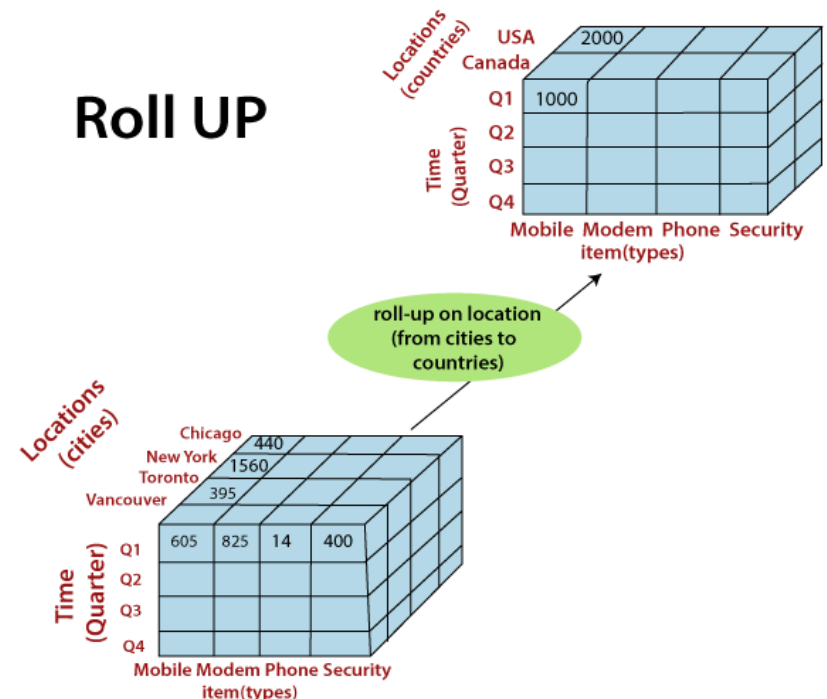 Roll UP
Locations
(countries)
USA
Canada
2000
Time
(Quarter)
Q1
Q2
Q3
Q4
1000
Mobile Modem Phone Security
item(types)
roll-up on location
(from cities to
countries)
Locations
(cities)
Chicago
New York
Toronto
Vancouver
440
1560
395
Time
(Quarter)
Q1
Q2
Q3
Q4
605 825 14 400
Mobile Modem Phone Security
item(types)